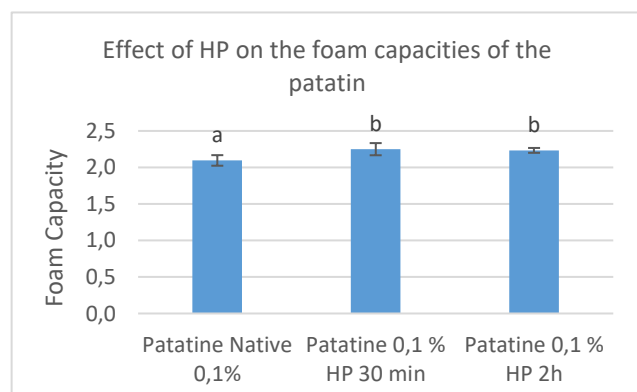 Effect of HP on the foam capacities of the
patatin
Foam Capacity
2,5
2,0
1,5
1,0
0,5
0,0
a
b
b
Patatine Native
0,1%
Patatine 0,1 %
HP 30 min
Patatine 0,1 %
HP 2h